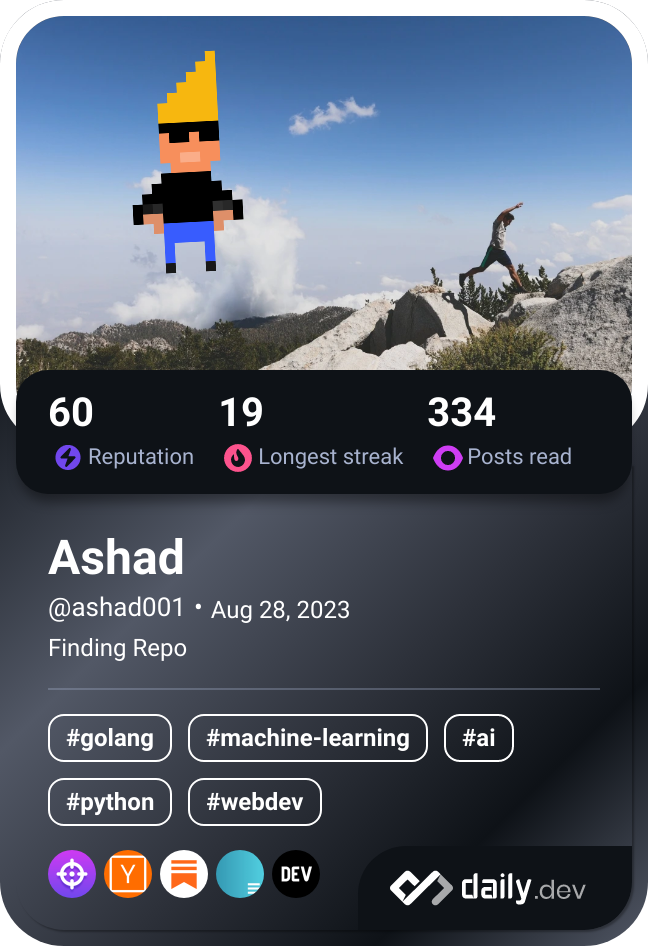 60 19 334
Reputation Longest streak Posts read
Ashad
@ashad001 • Aug 28, 2023
Finding Repo
#golang #machine-learning #ai
#python #webdev
Y DEV
daily.dev